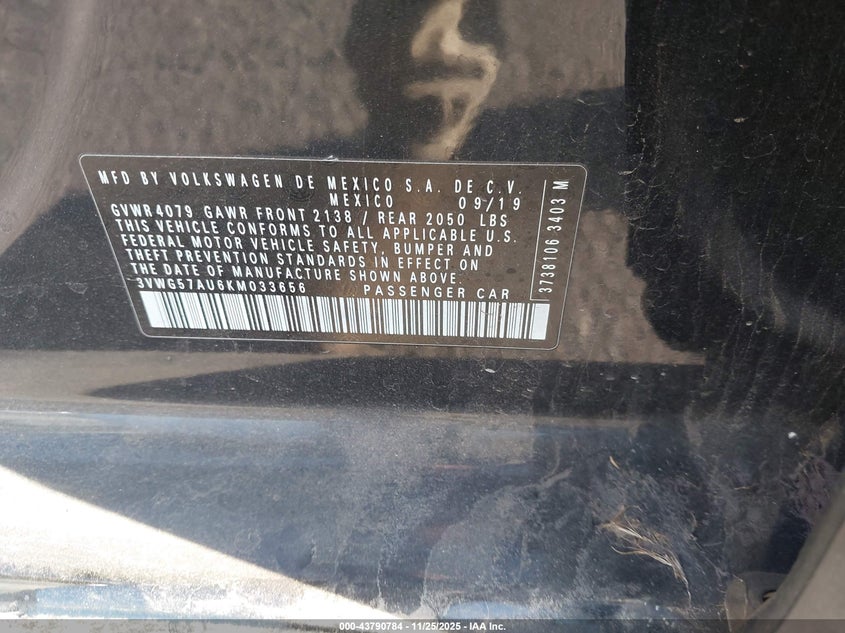 MFD BY VOLKSWAGEN DE MEXICO S.A. DE C.V.
MEXICO 09/19
GVWR4079 GAWR FRONT 2138 / REAR 2050 LBS
THIS VEHICLE CONFORMS TO ALL APPLICABLE U.S.
FEDERAL MOTOR VEHICLE SAFETY, BUMPER AND
THEFT PREVENTION STANDARDS IN EFFECT ON
THE DATE OF MANUFACTURE SHOWN ABOVE.
3VWG57AU6KM033656 PASSENGER CAR
3738106 3403 M
000-43790784 - 11/25/2025 - IAA Inc.